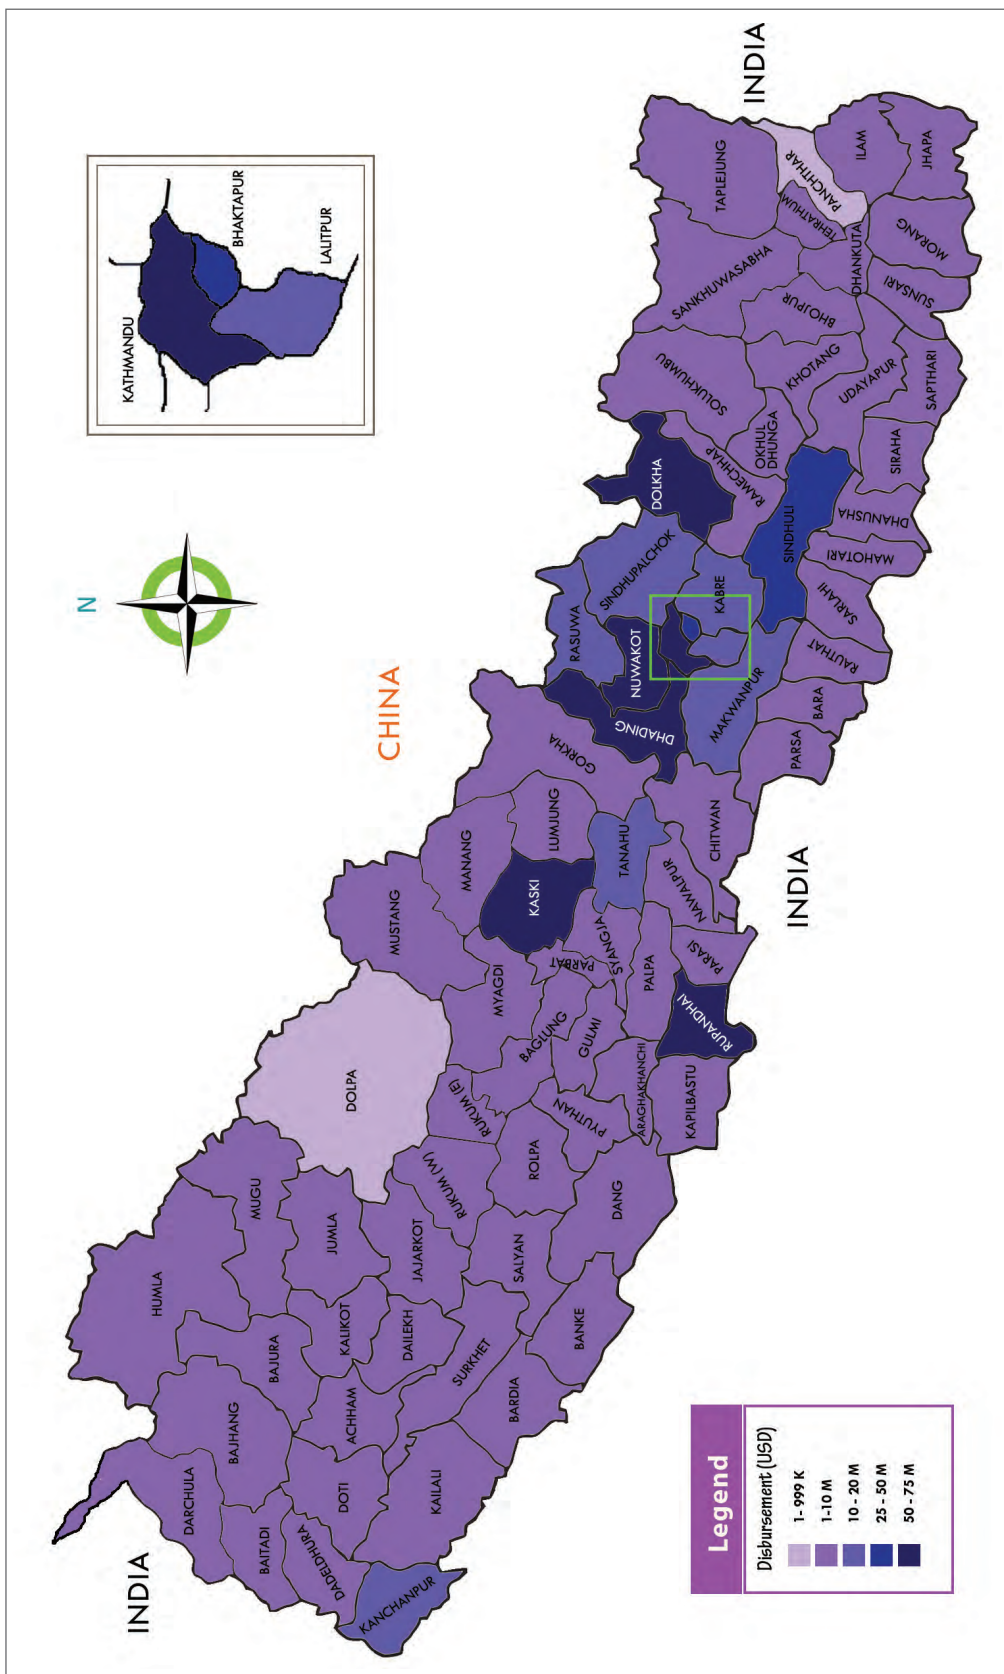 N
CHINA
INDIA
INDIA
INDIA
DARCHULA
BAITADI
DADELDHURA
KANCHANPUR
BAJHANG
DOTI
KAILALI
HUMLA
BAJURA
ACHHAM
MUGU
JUMLA
KALIKOT
DAILEKH
SURKHET
BARDIA
JAJARKOT
SALYAN
BANKE
DOLPA
RUKUM (W)
RUKUM (E)
ROLPA
DANG
PYUTHAN
MUSTANG
MYAGDI
BAGLUNG
GULMI
ARAGHAKHANCHI
KAPILBASTU
MANANG
KASKI
PARBAT
SYANGJA
PALPA
RUPANDHAI
PARASI
NAWALPUR
LUMJUNG
TANAHU
GORKHA
CHITWAN
DHADING
NUWAKOT
RASUWA
MAKWANPUR
PARSA
BARA
RAUTHAT
SINDHUPALCHOK
KABRE
SARLAHI
MAHOTARI
DHANUSHA
SINDHULI
DOLKHA
RAMECHHAP
OKHUL
DHUNGA
SIRAHA
SOLUKHUMBU
KHOTANG
UDAYAPUR
SAPTHARI
SANKHUWASABHA
BHOJPUR
DHANKUTA
SUNSARI
MORANG
TAPLEJUNG
TEHRATHUM
PANCHTHAR
ILAM
JHAPA
KATHMANDU
BHAKTAPUR
LALITPUR
Legend
Disbursement (USD)
1- 999 K
1-10 M
10 - 20 M
25 - 50 M
50 - 75 M